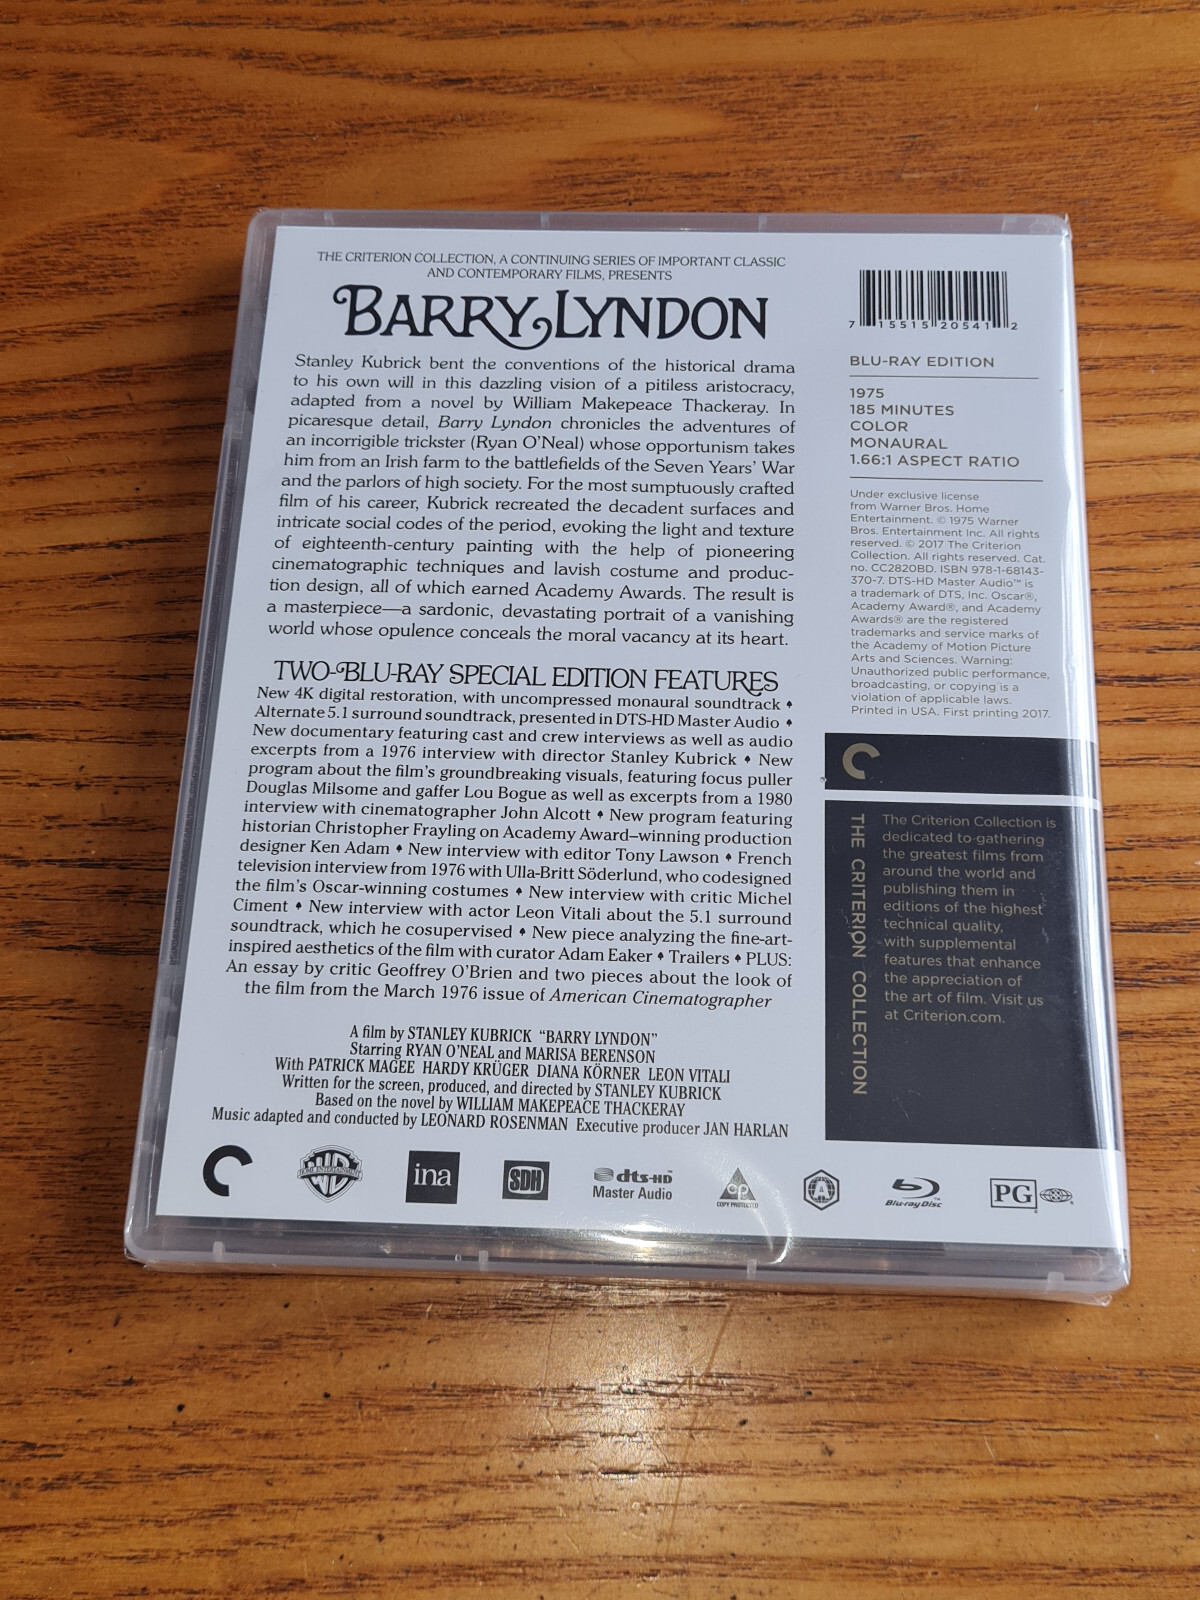 THE CRITERION COLLECTION, A CONTINUING SERIES OF IMPORTANT CLASSIC
AND CONTEMPORARY FILMS, PRESENTS
BARRY LYNDON
Stanley Kubrick bent the conventions of the historical drama
to his own will in this dazzling vision of a pitiless aristocracy,
adapted from a novel by William Makepeace Thackeray. In
picaresque detail, Barry Lyndon chronicles the adventures of
an incorrigible trickster (Ryan O'Neal) whose opportunism takes
him from an Irish farm to the battlefields of the Seven Years' War
and the parlors of high society. For the most sumptuously crafted
film of his career, Kubrick recreated the decadent surfaces and
intricate social codes of the period, evoking the light and texture
of eighteenth-century painting with the help of pioneering
cinematographic techniques and lavish costume and produc-
tion design, all of which earned Academy Awards. The result is
a masterpiece—a sardonic, devastating portrait of a vanishing
world whose opulence conceals the moral vacancy at its heart.
TWO-BLU-RAY SPECIAL EDITION FEATURES
New 4K digital restoration, with uncompressed monaural soundtrack ♠
Alternate 5.1 surround soundtrack, presented in DTS-HD Master Audio ♠
New documentary featuring cast and crew interviews as well as audio
excerpts from a 1976 interview with director Stanley Kubrick ♠ New
program about the film's groundbreaking visuals, featuring focus puller
Douglas Milsome and gaffer Lou Bogue as well as excerpts from a 1980
interview with cinematographer John Alcott ♠ New program featuring
historian Christopher Frayling on Academy Award–winning production
designer Ken Adam ♠ New interview with editor Tony Lawson ♠ French
television interview from 1976 with Ulla-Britt Söderlund, who codesigned
the film's Oscar-winning costumes ♠ New interview with critic Michel
Ciment ♠ New interview with actor Leon Vitali about the 5.1 surround
soundtrack, which he cosupervised ♠ New piece analyzing the fine-art-
inspired aesthetics of the film with curator Adam Eaker ♠ Trailers ♠ PLUS:
An essay by critic Geoffrey O'Brien and two pieces about the look of
the film from the March 1976 issue of American Cinematographer
A film by STANLEY KUBRICK "BARRY LYNDON"
Starring RYAN O'NEAL and MARISA BERENSON
With PATRICK MAGEE HARDY KRÜGER DIANA KÖRNER LEON VITALI
Written for the screen, produced, and directed by STANLEY KUBRICK
Based on the novel by WILLIAM MAKEPEACE THACKERAY
Music adapted and conducted by LEONARD ROSENMAN Executive producer JAN HARLAN
7 15515 20541 2
BLU-RAY EDITION
1975
185 MINUTES
COLOR
MONAURAL
1.66:1 ASPECT RATIO
Under exclusive license
from Warner Bros. Home
Entertainment. © 1975 Warner
Bros. Entertainment Inc. All rights
reserved. © 2017 The Criterion
Collection. All rights reserved. Cat.
no. CC2820BD. ISBN 978-1-68143-
370-7. DTS-HD Master Audio™ is
a trademark of DTS, Inc. Oscar®,
Academy Award®, and Academy
Awards® are the registered
trademarks and service marks of
the Academy of Motion Picture
Arts and Sciences. Warning:
Unauthorized public performance,
broadcasting, or copying is a
violation of applicable laws.
Printed in USA. First printing 2017.
THE CRITERION COLLECTION
The Criterion Collection is
dedicated to gathering
the greatest films from
around the world and
publishing them in
editions of the highest
technical quality,
with supplemental
features that enhance
the appreciation of
the art of film. Visit us
at Criterion.com.
WB HOME ENTERTAINMENT
ina
SDH
dts-HD™
Master Audio
CP
COPY PROTECTED
A
Blu-ray Disc™
PG